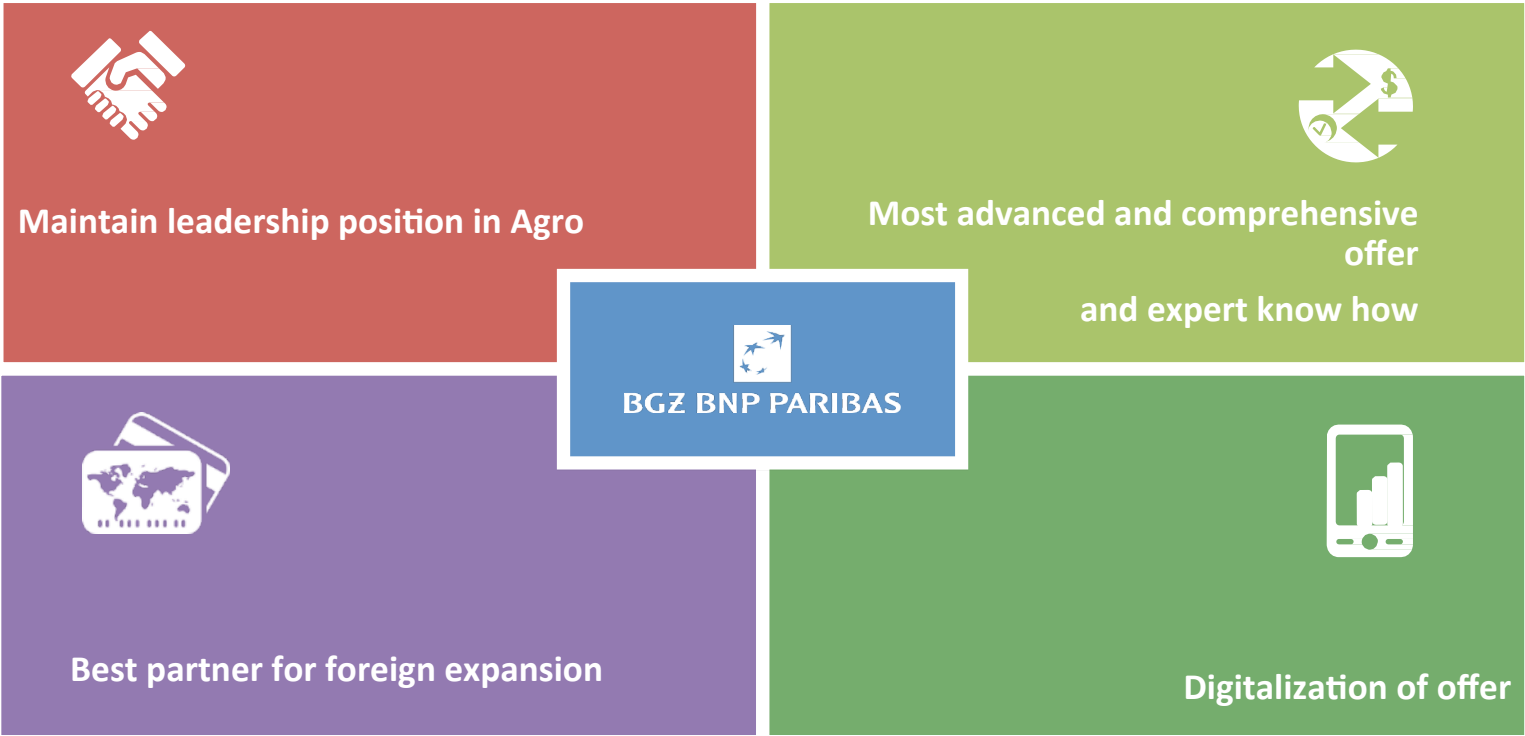 Maintain leadership position in Agro
Most advanced and comprehensive
offer
and expert know how
$
BGŻ BNP PARIBAS
Best partner for foreign expansion
Digitalization of offer